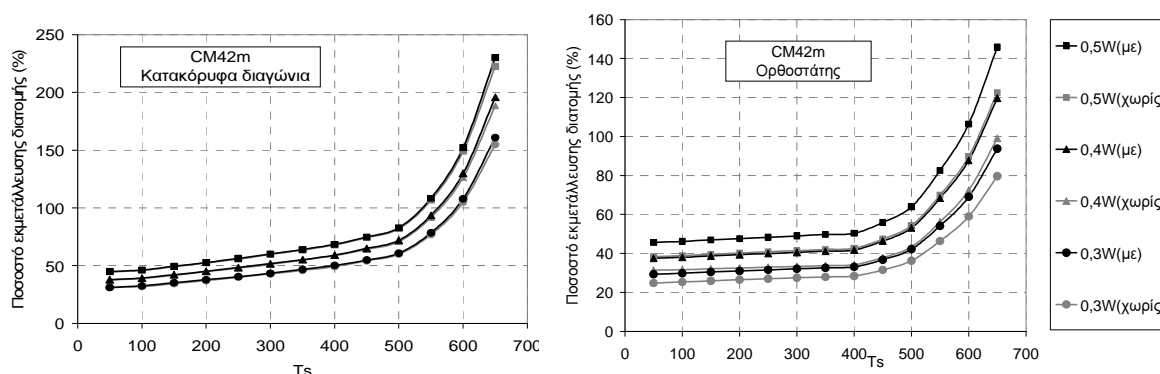 CM42m
Κατακόρυφα διαγώνια
Ποσοστό εκμετάλλευσης διατομής (%)
250
200
150
100
50
0
0 100 200 300 400 500 600 700
Ts
CM42m
Ορθοστάτης
Ποσοστό εκμετάλλευσης διατομής (%)
160
140
120
100
80
60
40
20
0
0 100 200 300 400 500 600 700
Ts
0,5W(με)
0,5W(χωρίς
0,4W(με)
0,4W(χωρίς
0,3W(με)
0,3W(χωρίς